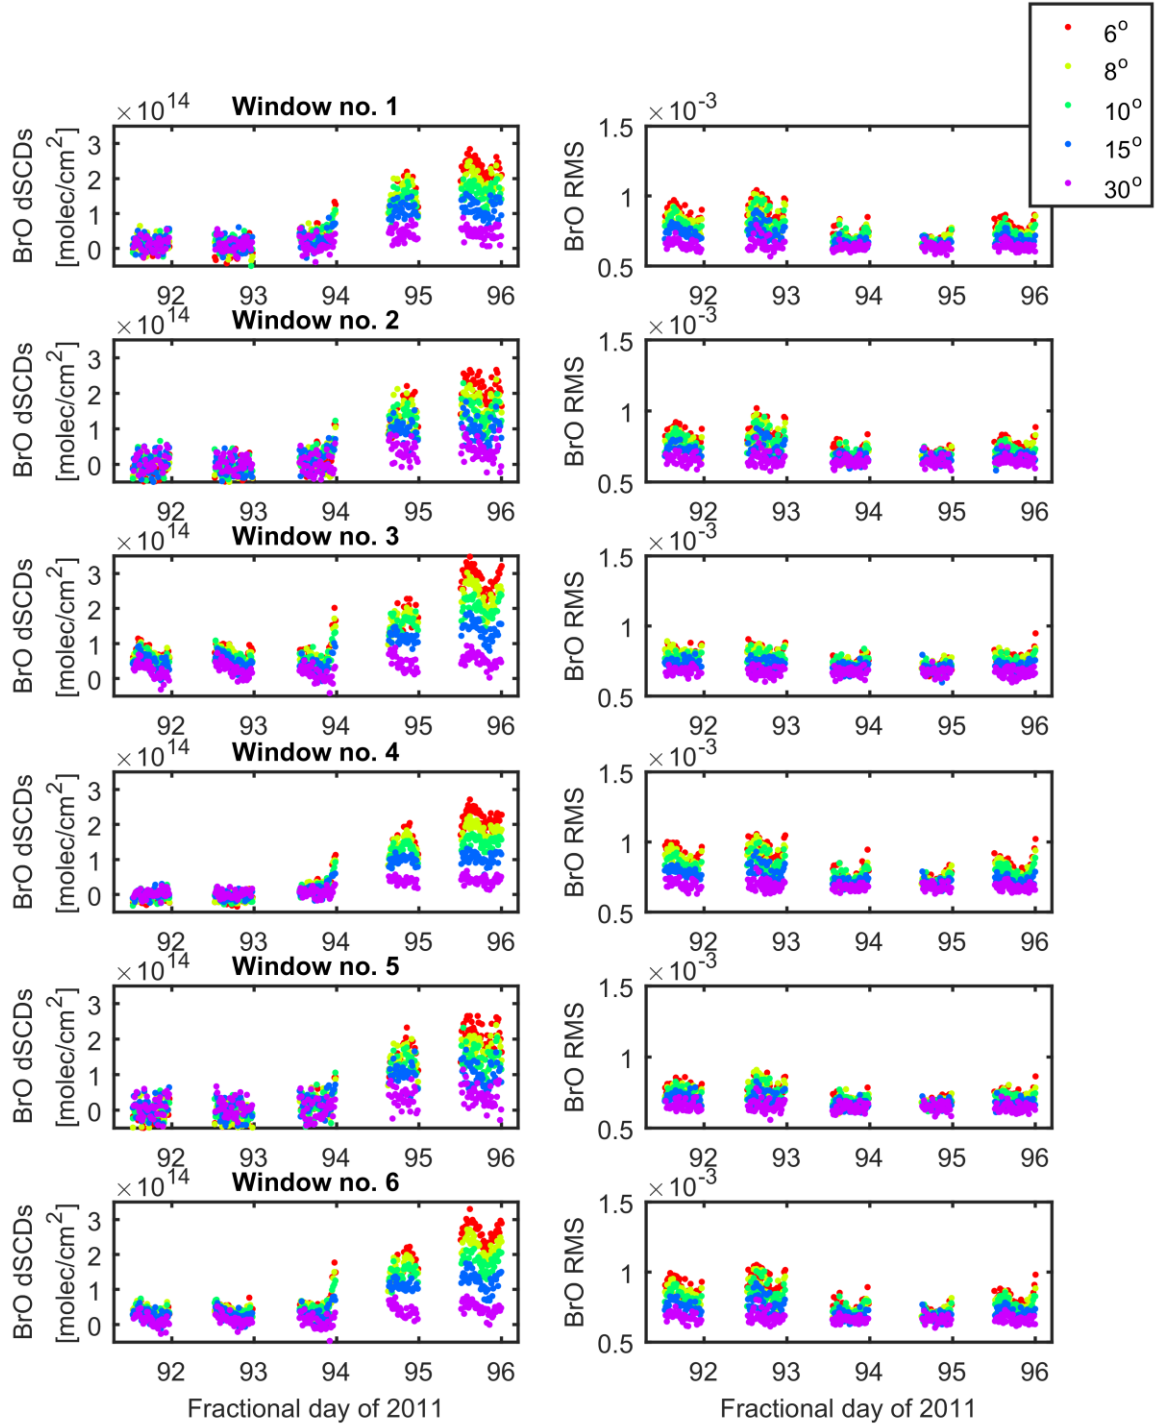 6°
8°
10°
15°
30°
×10^14
Window no. 1
BrO dSCDs
[molec/cm^2]
3
2
1
0
92 93 94 95 96
×10^-3
BrO RMS
1.5
1
0.5
92 93 94 95 96
×10^14
Window no. 2
BrO dSCDs
[molec/cm^2]
3
2
1
0
92 93 94 95 96
×10^-3
BrO RMS
1.5
1
0.5
92 93 94 95 96
×10^14
Window no. 3
BrO dSCDs
[molec/cm^2]
3
2
1
0
92 93 94 95 96
×10^-3
BrO RMS
1.5
1
0.5
92 93 94 95 96
×10^14
Window no. 4
BrO dSCDs
[molec/cm^2]
3
2
1
0
92 93 94 95 96
×10^-3
BrO RMS
1.5
1
0.5
92 93 94 95 96
×10^14
Window no. 5
BrO dSCDs
[molec/cm^2]
3
2
1
0
92 93 94 95 96
×10^-3
BrO RMS
1.5
1
0.5
92 93 94 95 96
×10^14
Window no. 6
BrO dSCDs
[molec/cm^2]
3
2
1
0
92 93 94 95 96
Fractional day of 2011
×10^-3
BrO RMS
1.5
1
0.5
92 93 94 95 96
Fractional day of 2011